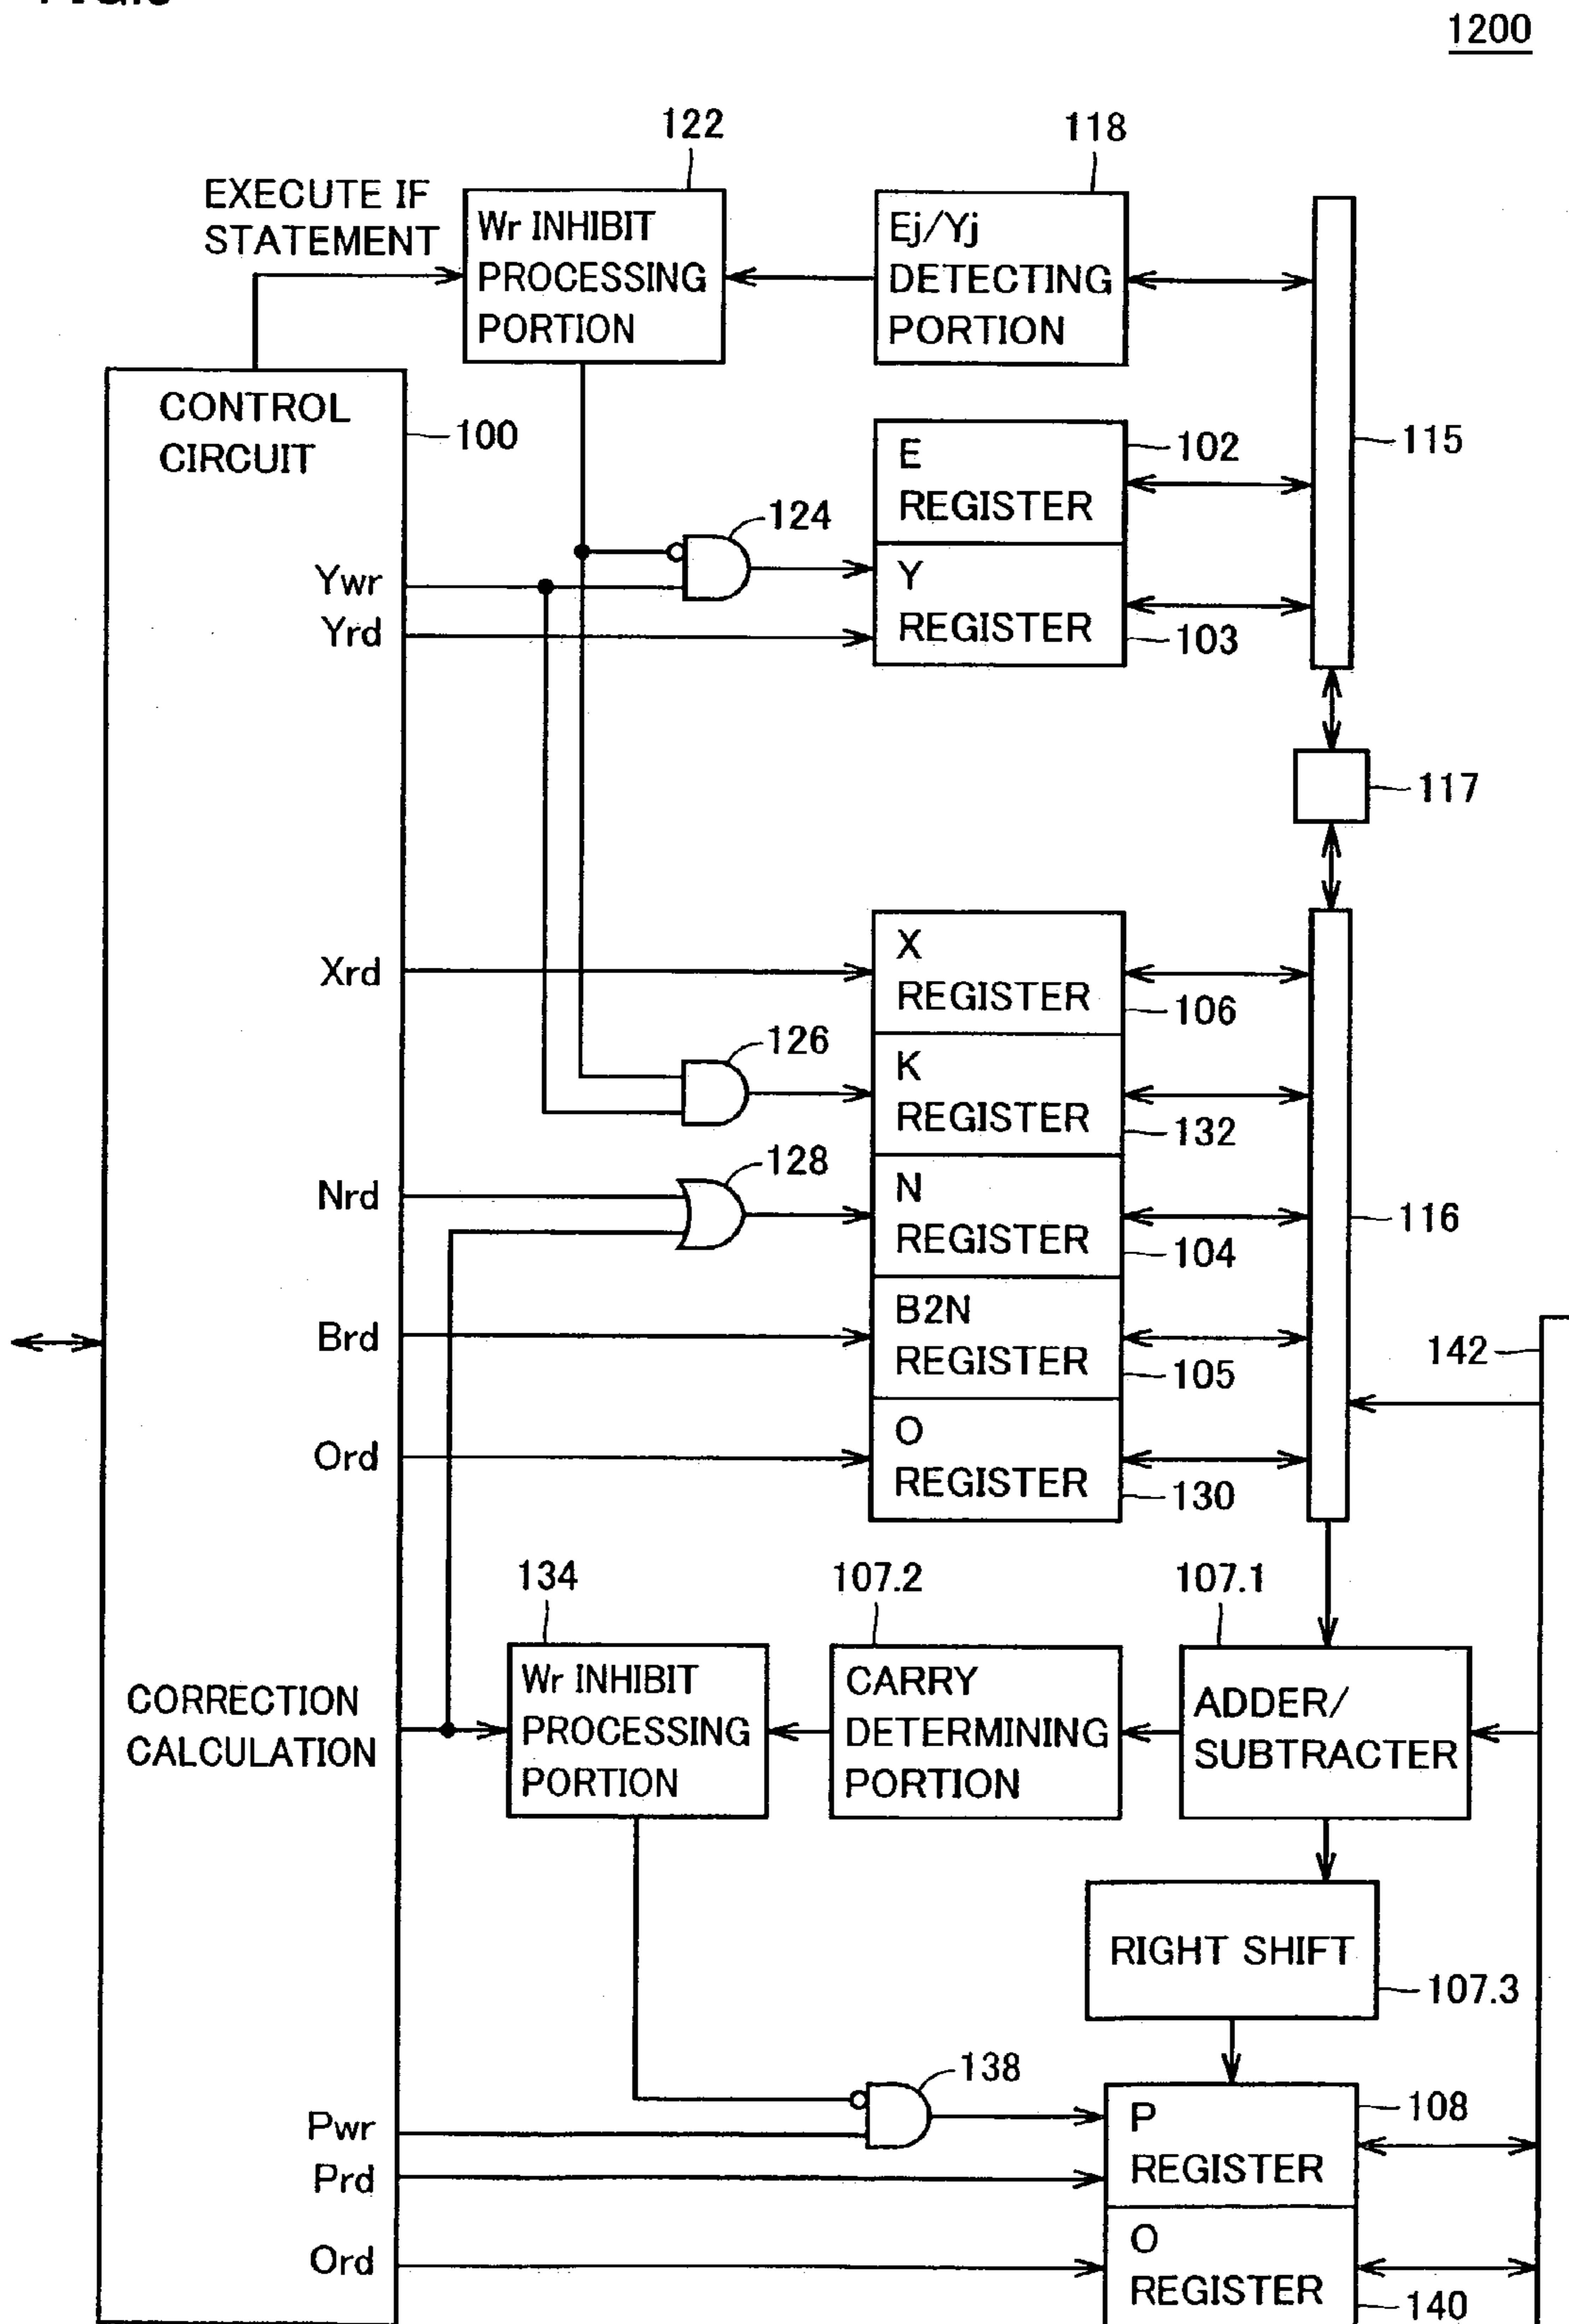 1200
122
118
EXECUTE IF
STATEMENT
Wr INHIBIT
PROCESSING
PORTION
Ej/Yj
DETECTING
PORTION
CONTROL
CIRCUIT
100
E
REGISTER
102
115
124
Ywr
Y
REGISTER
Yrd
103
117
Xrd
X
REGISTER
106
126
K
REGISTER
132
128
Nrd
N
REGISTER
104
116
Brd
B2N
REGISTER
105
142
Ord
O
REGISTER
130
134
107.2
107.1
CORRECTION
CALCULATION
Wr INHIBIT
PROCESSING
PORTION
CARRY
DETERMINING
PORTION
ADDER/
SUBTRACTER
RIGHT SHIFT
107.3
138
Pwr
P
REGISTER
108
Prd
Ord
O
REGISTER
140